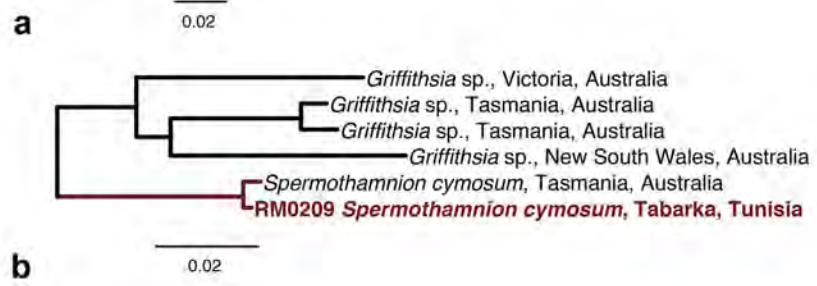 0.02
a
Griffithsia sp., Victoria, Australia
Griffithsia sp., Tasmania, Australia
Griffithsia sp., Tasmania, Australia
Griffithsia sp., New South Wales, Australia
Spermothamnion cymosum, Tasmania, Australia
RM0209 Spermothamnion cymosum, Tabarka, Tunisia
0.02
b